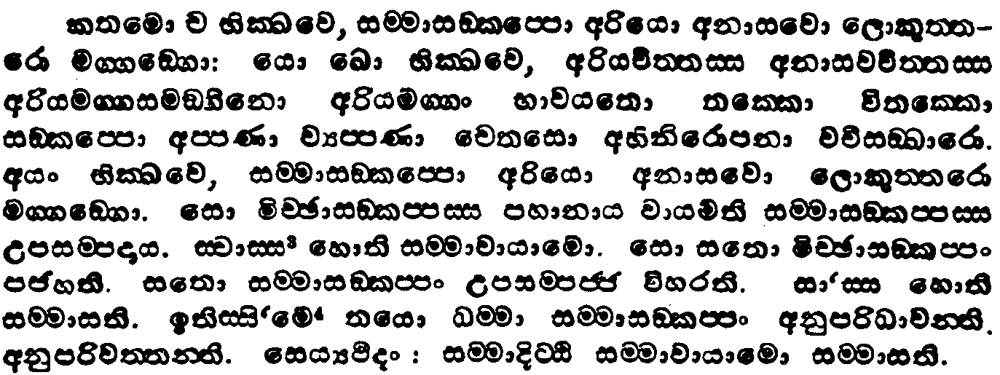 කතමො ච භික්ඛවෙ, සම්මාසඞ්කප්පො අරියො අනාසවො ලොකුත්ත-
රො මග්ගඞ්ගො: යො ඛො භික්ඛවෙ, අරියචිත්තස්ස අනාසවචිත්තස්ස
අරියමග්ගසමඞ්ගිනො අරියමග්ගං භාවයතො තක්කො විතක්කො
සඞ්කප්පො අප්පණා ව්‍යප්පණා චෙතසො අභිනිරොපනා වචීසඞ්ඛාරො.
අයං භික්ඛවෙ, සම්මාසඞ්කප්පො අරියො අනාසවො ලොකුත්තරො
මග්ගඞ්ගො. සො මිච්ඡාසඞ්කප්පස්ස පහානාය වායමති සම්මාසඞ්කප්පස්ස
උපසම්පදාය. ස්වාස්ස³ හොති සම්මාවායාමො. සො සතො මිච්ඡාසඞ්කප්පං
පජහති. සතො සම්මාසඞ්කප්පං උපසම්පජ්ජ විහරති. සා‘ස්ස හොති
සම්මාසති. ඉතිස්සි‘මෙ⁴ තයො ධම්මා සම්මාසඞ්කප්පං අනුපරිධාවන්ති.
අනුපරිවත්තන්ති. සෙය්‍යථීදං: සම්මාදිට්ඨි සම්මාවායාමො සම්මාසති.